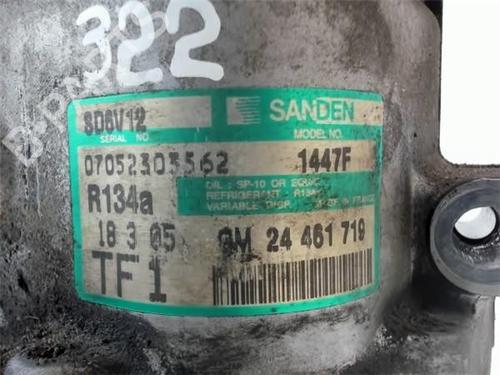 322
SD6V12
SANDEN
SERIAL NO.
MODEL NO.
07052303562
1447F
R134a
OIL : SP-10 OR EQUIV.
REFRIGERANT : R134a
VARIABLE DISP.
18 3 05
GM 24 461 719
TF1